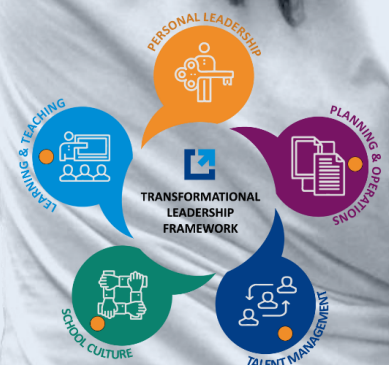 PERSONAL LEADERSHIP
LEARNING & TEACHING
PLANNING & OPERATIONS
TRANSFORMATIONAL
LEADERSHIP
FRAMEWORK
SCHOOL CULTURE
TALENT MANAGEMENT